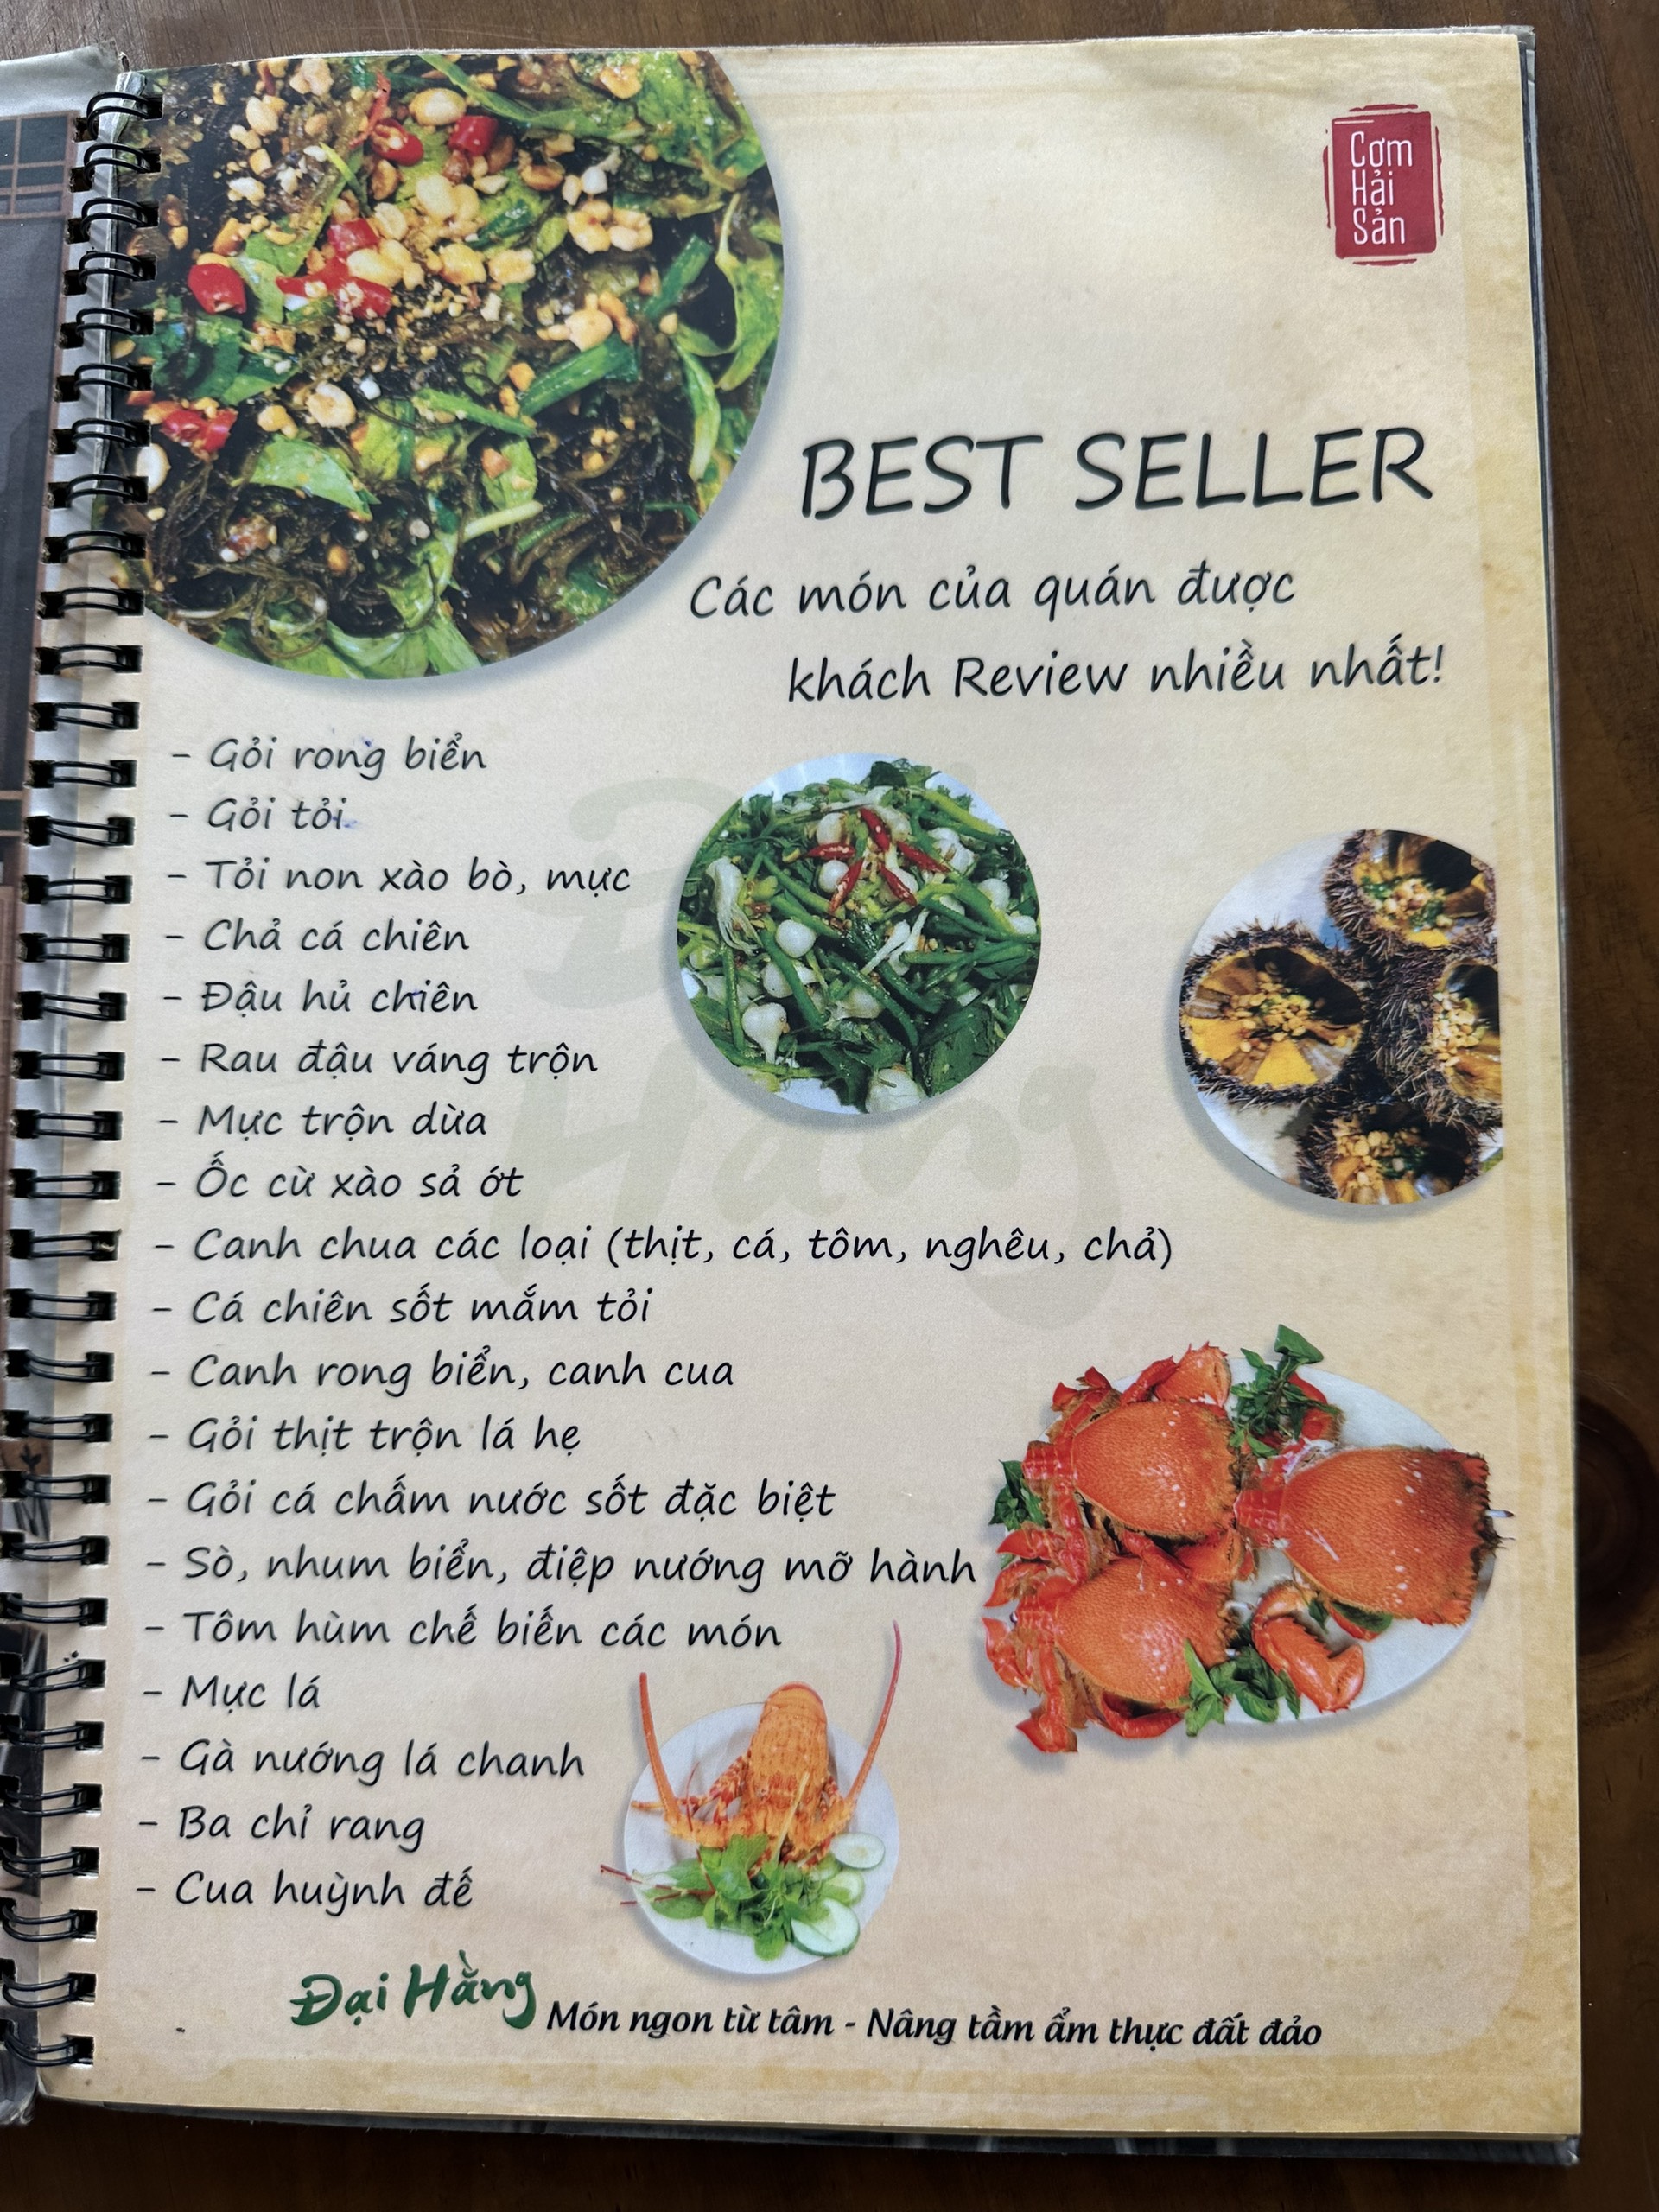 Cơm
Hải
Sản
BEST SELLER
Các món của quán được
khách Review nhiều nhất!
- Gỏi rong biển
- Gỏi tỏi
- Tỏi non xào bò, mực
- Chả cá chiên
- Đậu hủ chiên
- Rau đậu váng trộn
- Mực trộn dừa
- Ốc cừ xào sả ớt
- Canh chua các loại (thịt, cá, tôm, nghêu, chả)
- Cá chiên sốt mắm tỏi
- Canh rong biển, canh cua
- Gỏi thịt trộn lá hẹ
- Gỏi cá chấm nước sốt đặc biệt
- Sò, nhum biển, điệp nướng mỡ hành
- Tôm hùm chế biến các món
- Mực lá
- Gà nướng lá chanh
- Ba chỉ rang
- Cua huỳnh đế
Đại Hằng Món ngon từ tâm - Nâng tầm ẩm thực đất đảo